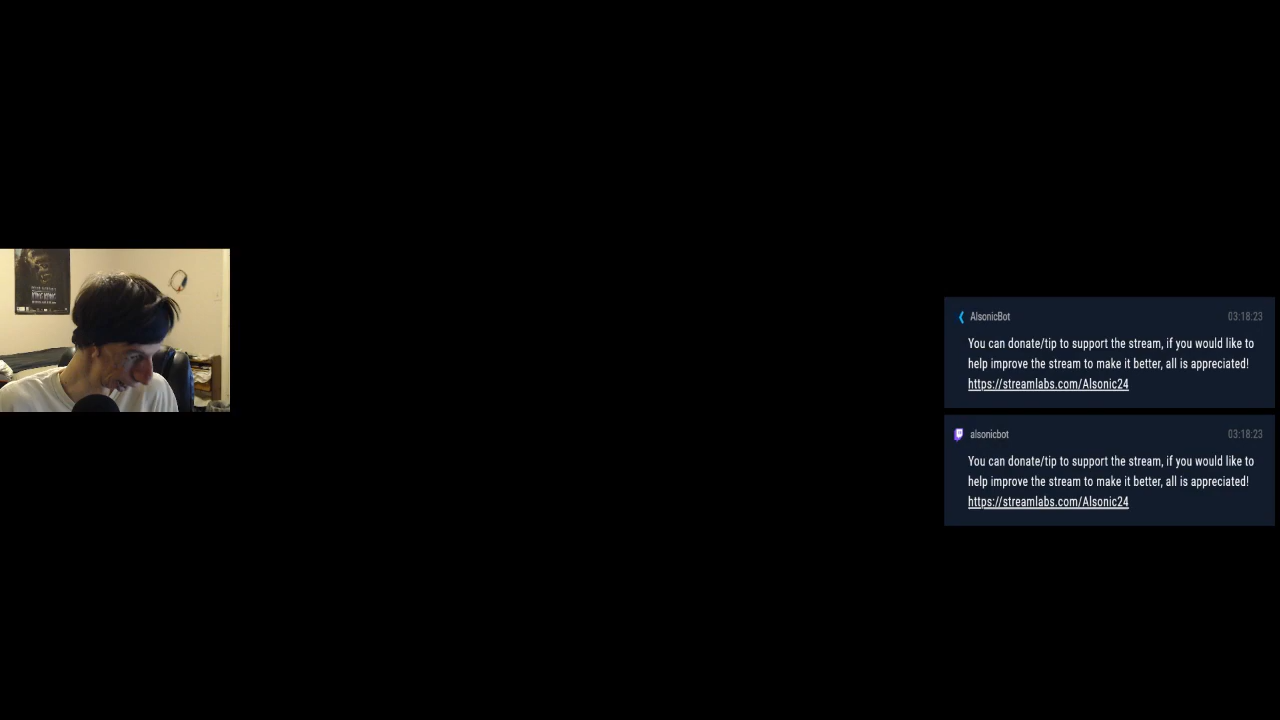 KING KONG
AlsonicBot 03:18:23
You can donate/tip to support the stream, if you would like to
help improve the stream to make it better, all is appreciated!
https://streamlabs.com/Alsonic24
alsonicbot 03:18:23
You can donate/tip to support the stream, if you would like to
help improve the stream to make it better, all is appreciated!
https://streamlabs.com/Alsonic24